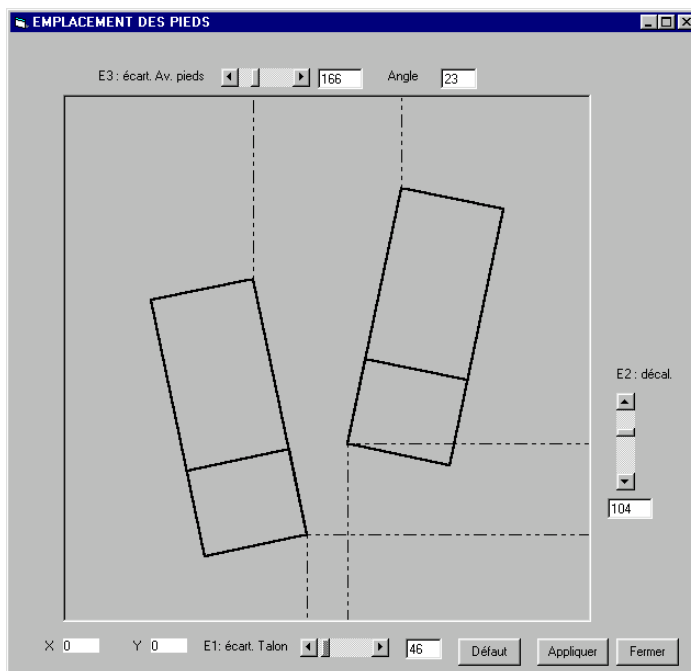 EMPLACEMENT DES PIEDS
E3 : écart. Av. pieds 166 Angle 23
E2 : décal.
104
X 0 Y 0 E1: écart. Talon 46 Défaut Appliquer Fermer